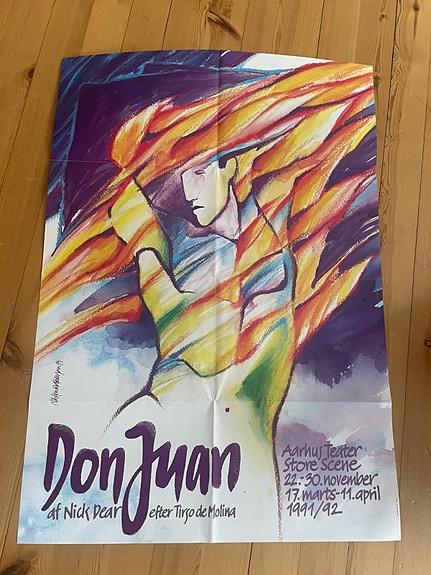 Don Juan
af Nick Dear efter Tirso de Molina
Aarhus Teater
Store Scene
22.-30. november
17. marts-11. april
1991/92